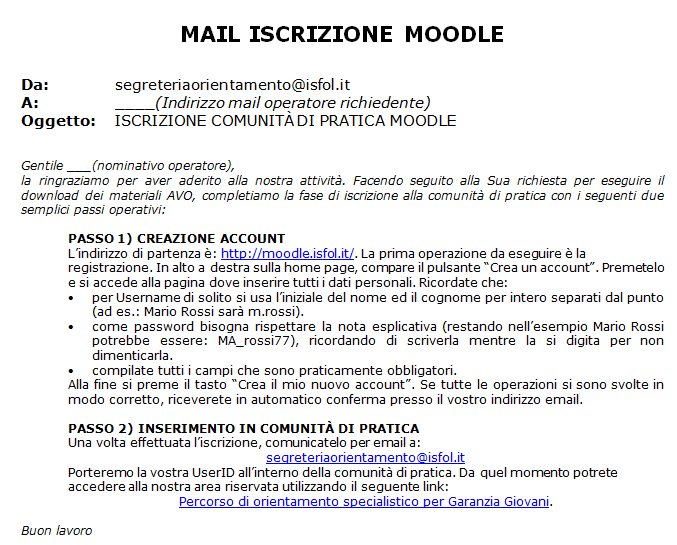 MAIL ISCRIZIONE MOODLE
Da: segreteriaorientamento@isfol.it
A: ____(Indirizzo mail operatore richiedente)
Oggetto: ISCRIZIONE COMUNITÀ DI PRATICA MOODLE
Gentile ___(nominativo operatore),
la ringraziamo per aver aderito alla nostra attività. Facendo seguito alla Sua richiesta per eseguire il
download dei materiali AVO, completiamo la fase di iscrizione alla comunità di pratica con i seguenti due
semplici passi operativi:
PASSO 1) CREAZIONE ACCOUNT
L’indirizzo di partenza è: http://moodle.isfol.it/. La prima operazione da eseguire è la
registrazione. In alto a destra sulla home page, compare il pulsante “Crea un account”. Premetelo
e si accede alla pagina dove inserire tutti i dati personali. Ricordate che:
• per Username di solito si usa l’iniziale del nome ed il cognome per intero separati dal punto
(ad es.: Mario Rossi sarà m.rossi).
• come password bisogna rispettare la nota esplicativa (restando nell’esempio Mario Rossi
potrebbe essere: MA_rossi77), ricordando di scriverla mentre la si digita per non
dimenticarla.
• compilate tutti i campi che sono praticamente obbligatori.
Alla fine si preme il tasto “Crea il mio nuovo account”. Se tutte le operazioni si sono svolte in
modo corretto, riceverete in automatico conferma presso il vostro indirizzo email.
PASSO 2) INSERIMENTO IN COMUNITÀ DI PRATICA
Una volta effettuata l’iscrizione, comunicatelo per email a:
segreteriaorientamento@isfol.it
Porteremo la vostra UserID all’interno della comunità di pratica. Da quel momento potrete
accedere alla nostra area riservata utilizzando il seguente link:
Percorso di orientamento specialistico per Garanzia Giovani.
Buon lavoro